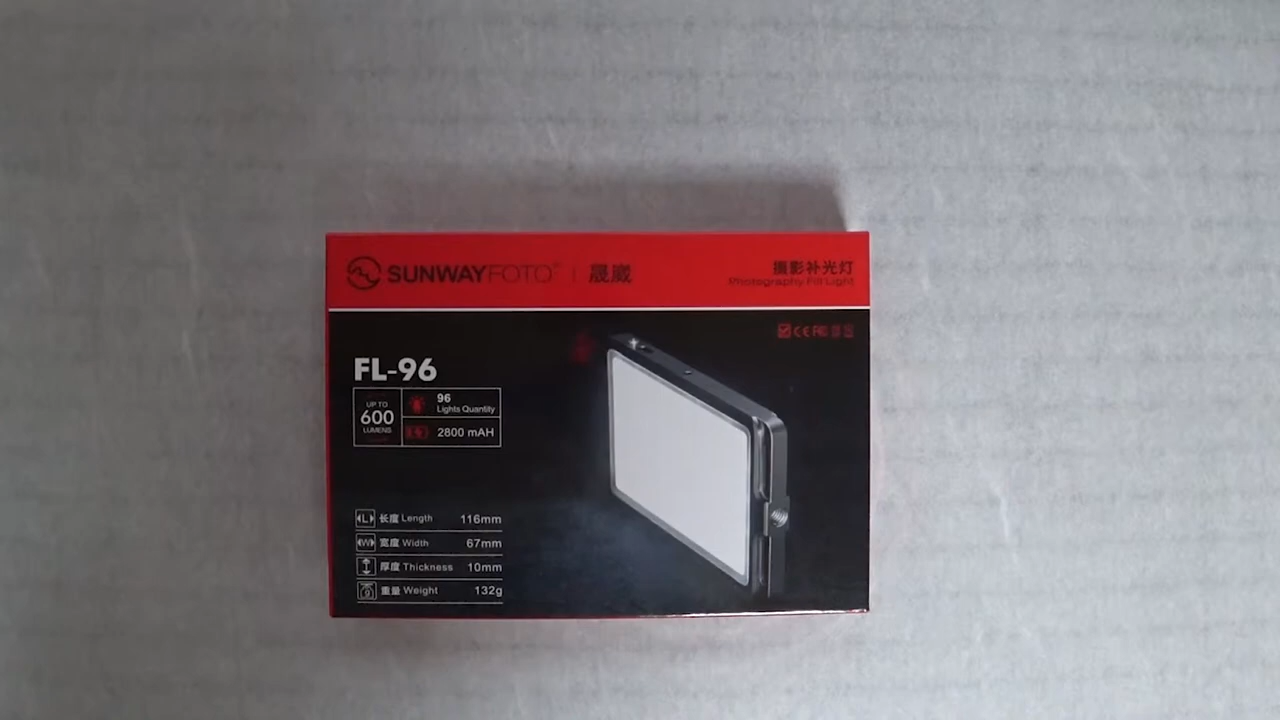 SUNWAYFOTO | 晟崴
摄影补光灯
Photography Fill Light
CE FC
FL-96
UP TO
600
LUMENS
96
Lights Quantity
2800 mAH
L 长度 Length 116mm
W 宽度 Width 67mm
厚度 Thickness 10mm
g 重量 Weight 132g